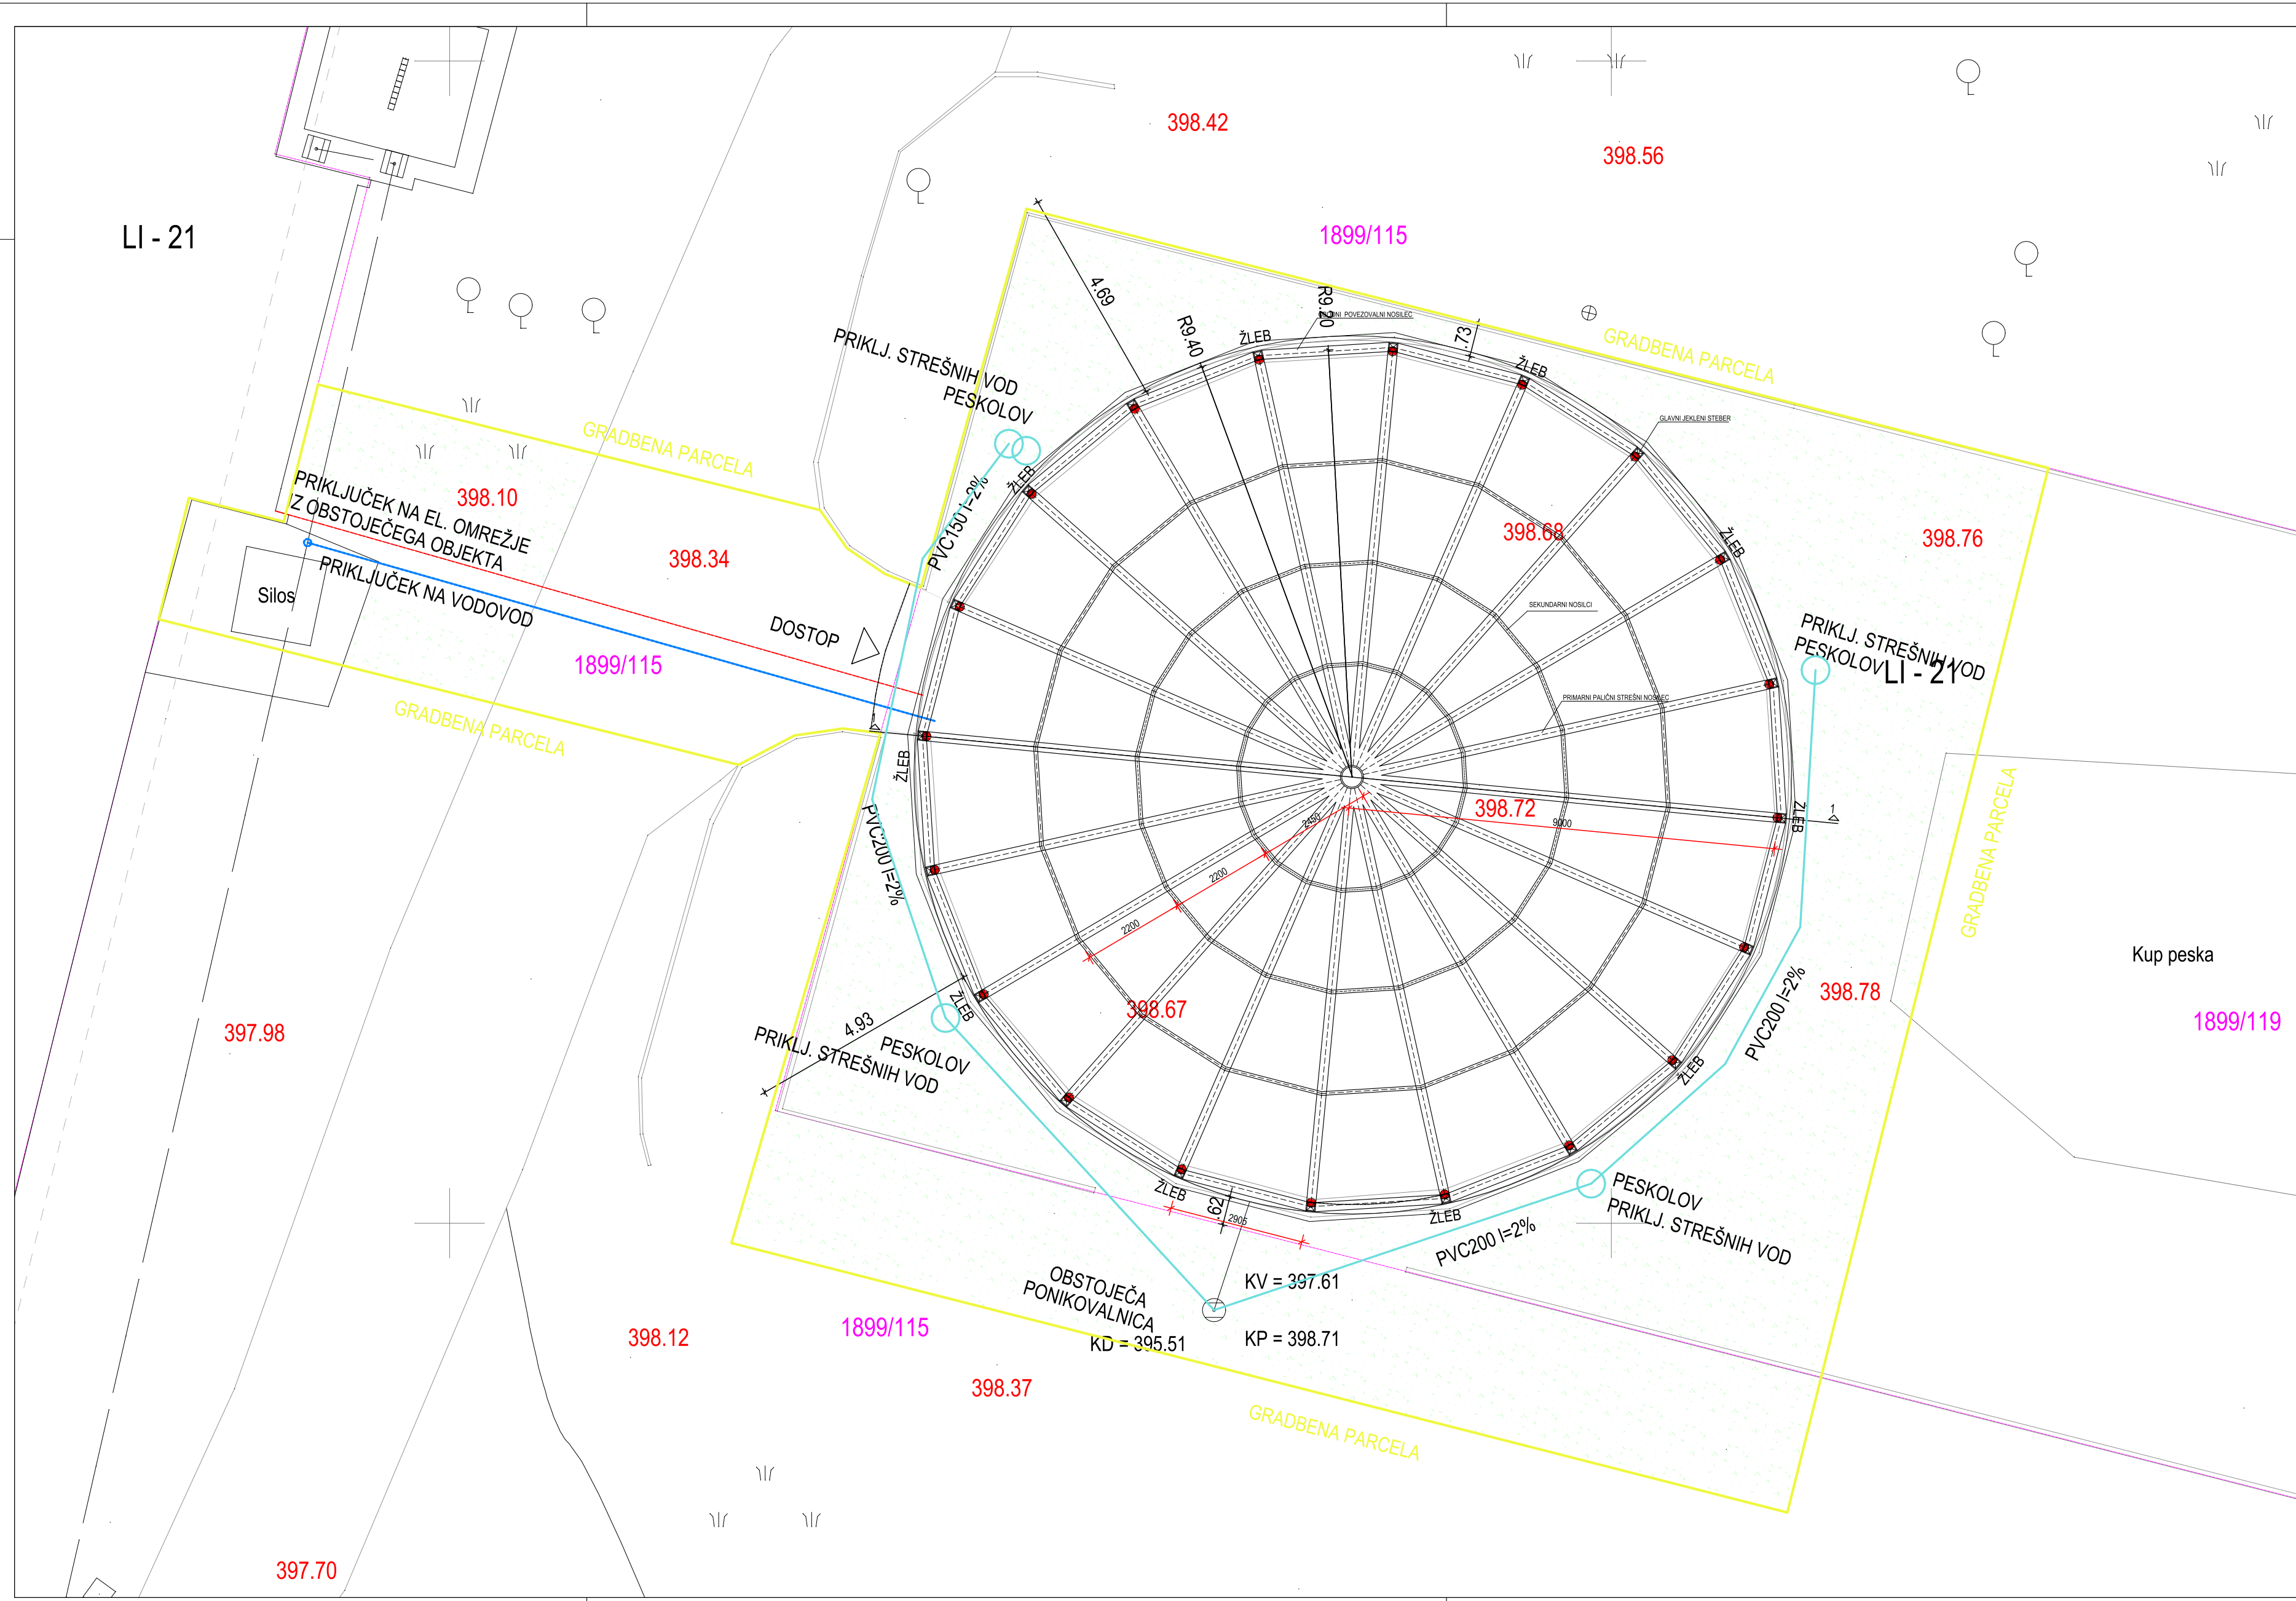 398.42
398.56
LI - 21
1899/115
4.69
R9.40
R9.20
POVEZOVALNI NOSILEC
.73
ŽLEB
ŽLEB
GRADBENA PARCELA
PRIKLJ. STREŠNIH VOD
PESKOLOV
GLAVNI JEKLENI STEBER
GRADBENA PARCELA
ŽLEB
PVC150 I=2%
398.10
PRIKLJUČEK NA EL. OMREŽJE
IZ OBSTOJEČEGA OBJEKTA
398.34
398.68
398.76
ŽLEB
PRIKLJUČEK NA VODOVOD
Silos
DOSTOP
SEKUNDARNI NOSILCI
PRIKLJ. STREŠNIH VOD
PESKOLOV
LI - 21
1899/115
PRIMARNI PALIČNI STREŠNI NOSILEC
GRADBENA PARCELA
1
ŽLEB
398.72
9000
2450
2200
2200
ŽLEB
1
PVC200 I=2%
GRADBENA PARCELA
Kup peska
398.78
1899/119
PVC200 I=2%
398.67
397.98
4.93
ŽLEB
PESKOLOV
PRIKLJ. STREŠNIH VOD
ŽLEB
ŽLEB
.62
2905
ŽLEB
PESKOLOV
PRIKLJ. STREŠNIH VOD
PVC200 I=2%
OBSTOJEČA
PONIKOVALNICA
KV = 397.61
KD = 395.51
KP = 398.71
398.12
1899/115
398.37
GRADBENA PARCELA
397.70